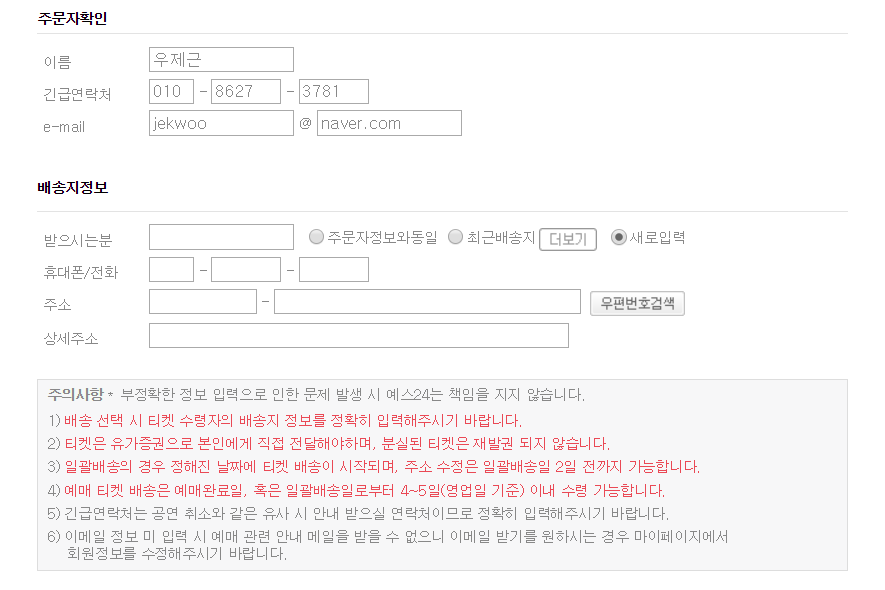 주문자확인
이름 우제근
긴급연락처 010 - 8627 - 3781
e-mail jekwoo @ naver.com
배송지정보
받으시는분 주문자정보와동일 최근배송지 더보기 새로입력
휴대폰/전화 - -
주소 - 우편번호검색
상세주소
주의사항 * 부정확한 정보 입력으로 인한 문제 발생 시 예스24는 책임을 지지 않습니다.
1) 배송 선택 시 티켓 수령자의 배송지 정보를 정확히 입력해주시기 바랍니다.
2) 티켓은 유가증권으로 본인에게 직접 전달해야하며, 분실된 티켓은 재발권 되지 않습니다.
3) 일괄배송의 경우 정해진 날짜에 티켓 배송이 시작되며, 주소 수정은 일괄배송일 2일 전까지 가능합니다.
4) 예매 티켓 배송은 예매완료일, 혹은 일괄배송일로부터 4~5일(영업일 기준) 이내 수령 가능합니다.
5) 긴급연락처는 공연 취소와 같은 유사 시 안내 받으실 연락처이므로 정확히 입력해주시기 바랍니다.
6) 이메일 정보 미 입력 시 예매 관련 안내 메일을 받을 수 없으니 이메일 받기를 원하시는 경우 마이페이지에서
회원정보를 수정해주시기 바랍니다.